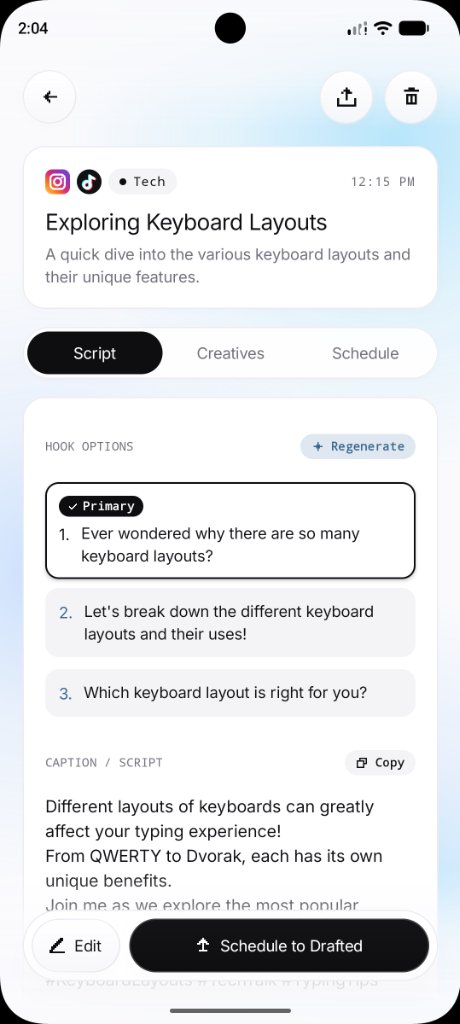 2:04
Tech
12:15 PM
Exploring Keyboard Layouts
A quick dive into the various keyboard layouts and
their unique features.
Script
Creatives
Schedule
HOOK OPTIONS
Regenerate
Primary
1. Ever wondered why there are so many
keyboard layouts?
2. Let's break down the different keyboard
layouts and their uses!
3. Which keyboard layout is right for you?
CAPTION / SCRIPT
Copy
Different layouts of keyboards can greatly
affect your typing experience!
From QWERTY to Dvorak, each has its own
unique benefits.
Join me as we explore the most popular
Edit
Schedule to Drafted
#KeyboardLayouts #TechTalk #TypingTips